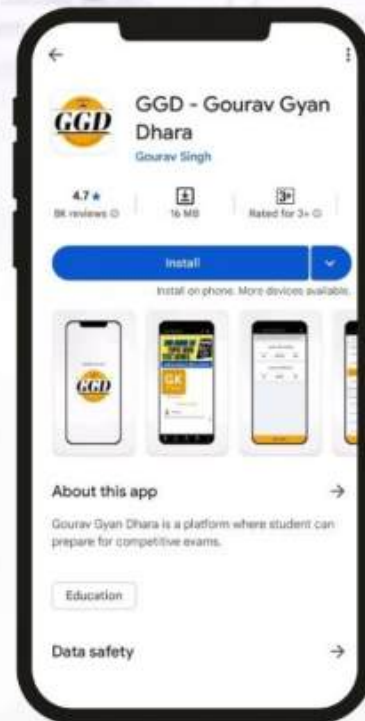 GGD
GGD - Gourav Gyan
Dhara
Gourav Singh
4.7 ★
8K reviews
16 MB
3+
Rated for 3+
Install
Install on phone. More devices available.
GGD
GK
About this app
Gourav Gyan Dhara is a platform where student can
prepare for competitive exams.
Education
Data safety